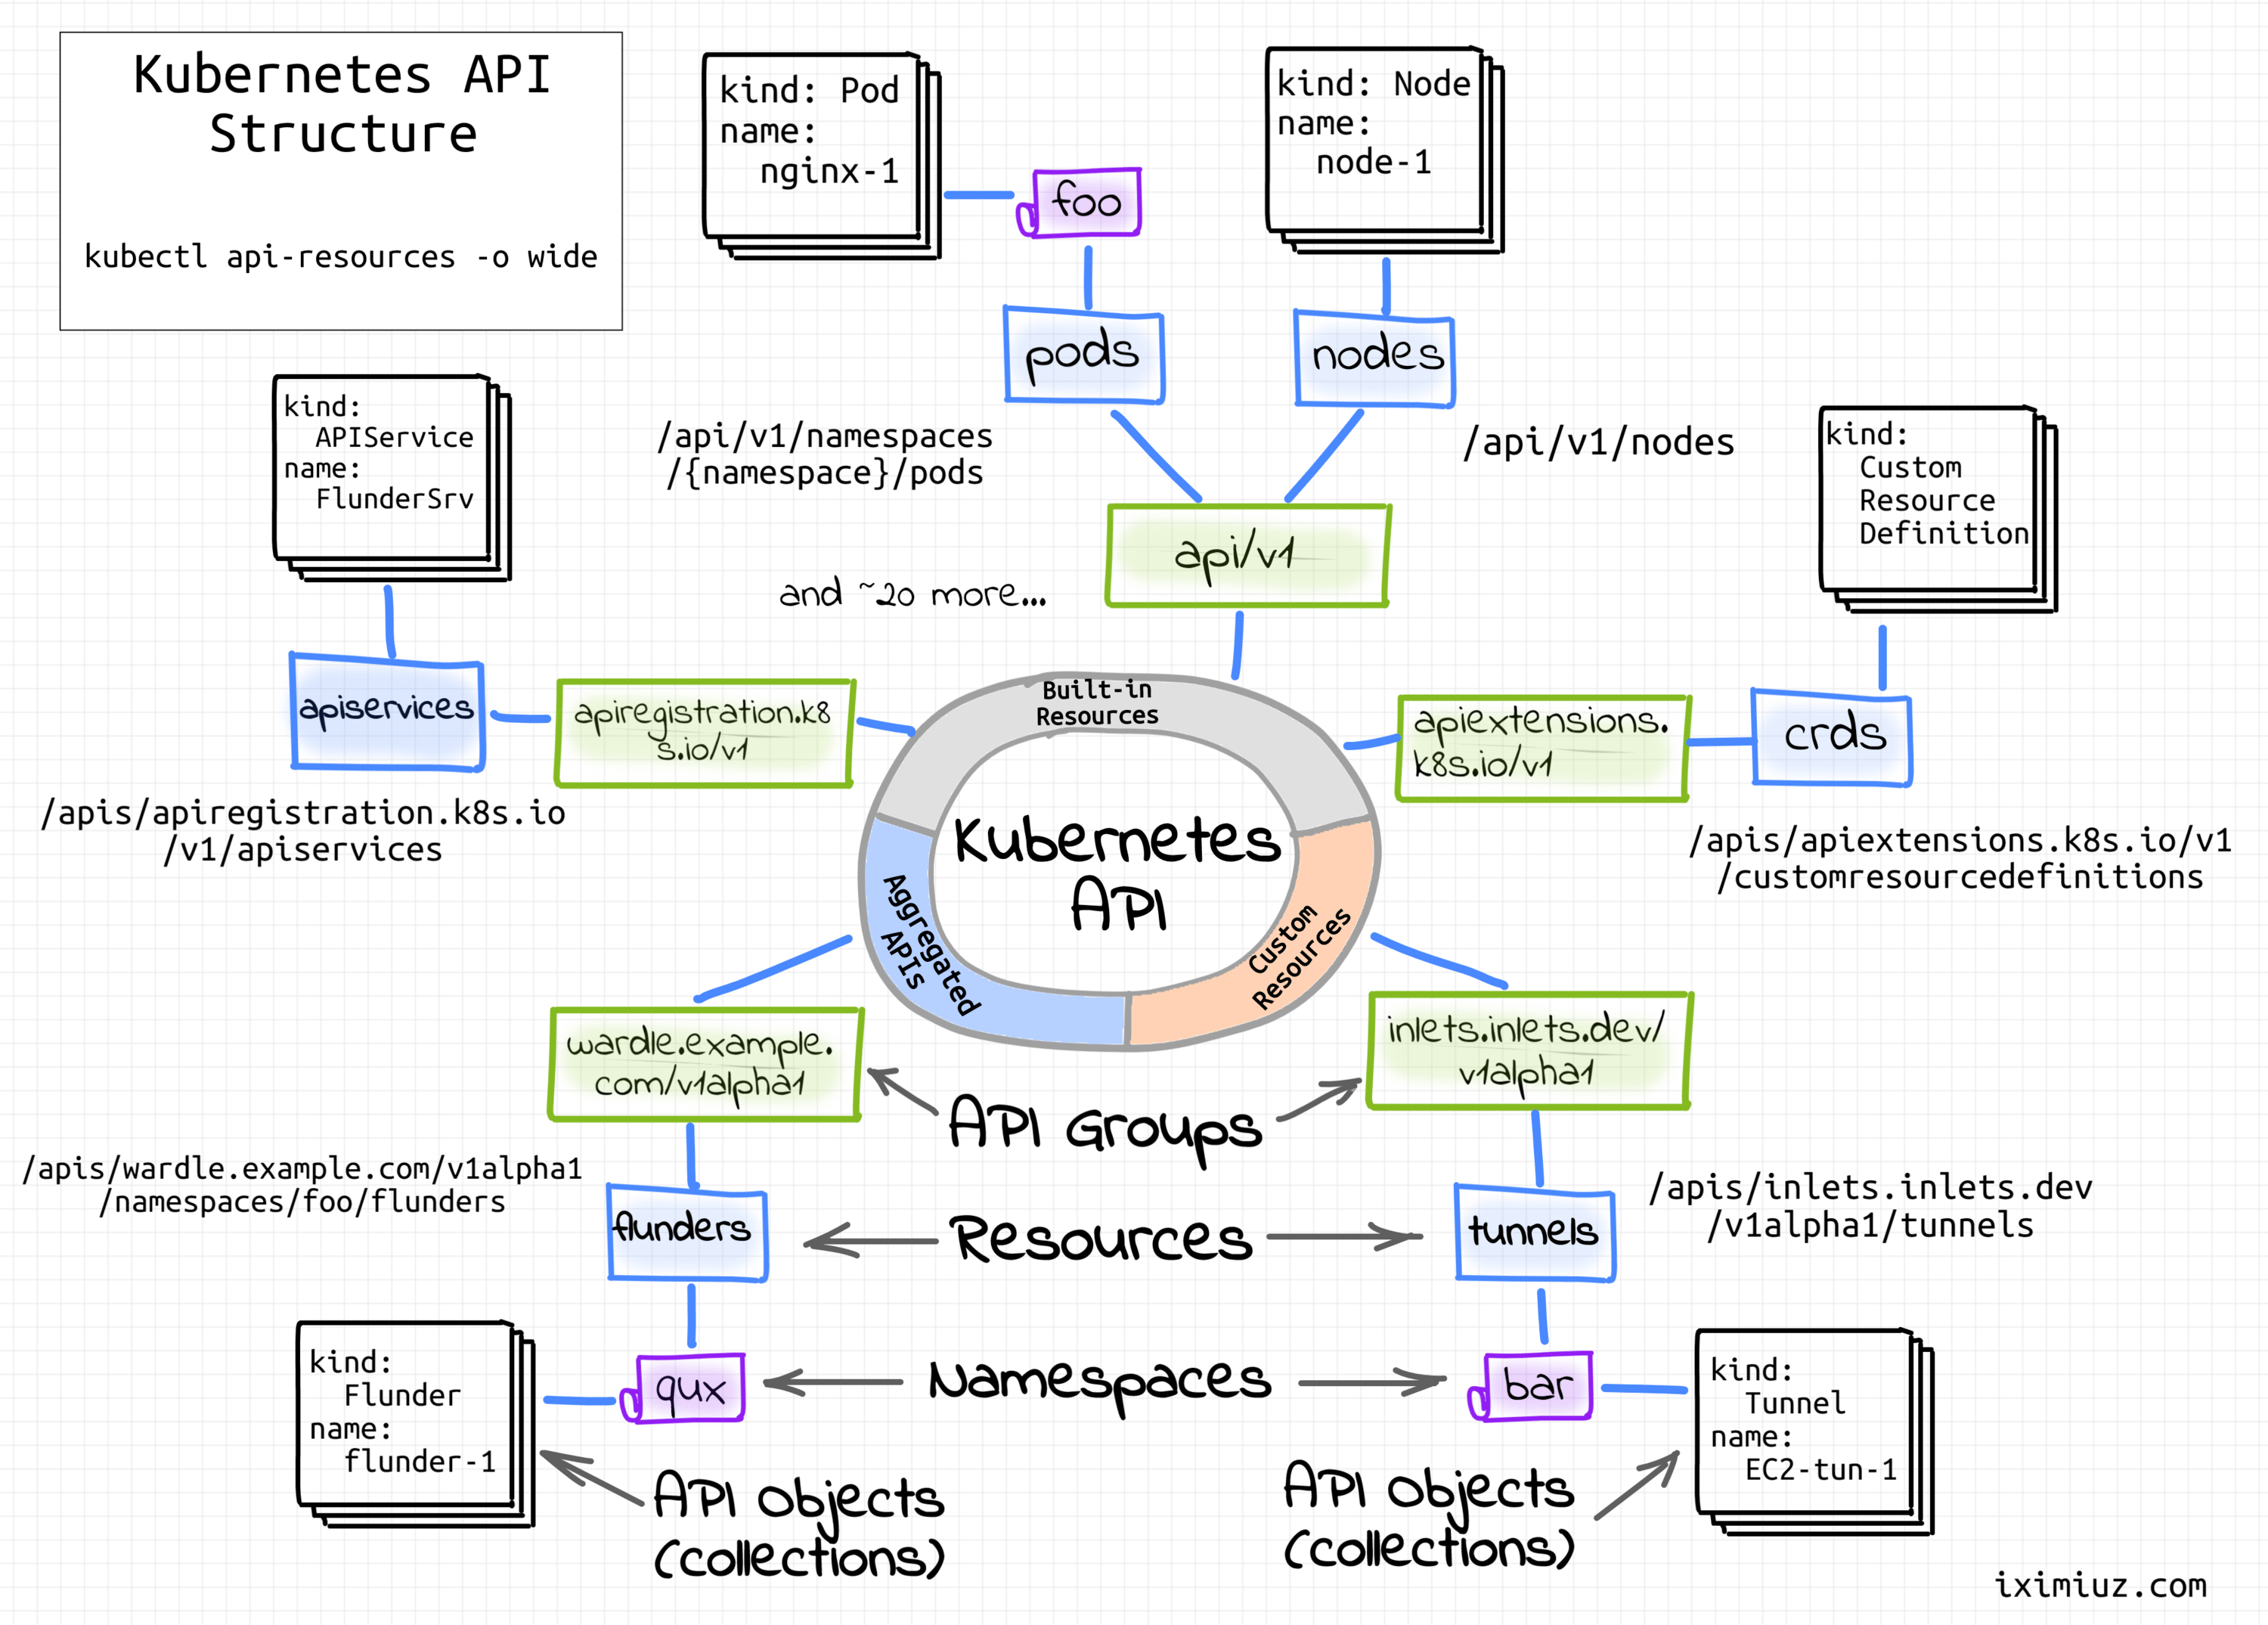 Kubernetes API
Structure
kubectl api-resources -o wide
kind: Pod
name:
nginx-1
foo
pods
/api/v1/namespaces
/{namespace}/pods
kind: Node
name:
node-1
nodes
/api/v1/nodes
api/v1
and ~20 more...
kind:
APIService
name:
FlunderSrv
apiservices
apiregistration.k8
s.io/v1
/apis/apiregistration.k8s.io
/v1/apiservices
kind:
Custom
Resource
Definition
apiextensions.
k8s.io/v1
crds
/apis/apiextensions.k8s.io/v1
/customresourcedefinitions
Built-in
Resources
Kubernetes
API
Aggregated
APIs
Custom
Resources
wardle.example.
com/v1alpha1
API Groups
inlets.inlets.dev/
v1alpha1
/apis/wardle.example.com/v1alpha1
/namespaces/foo/flunders
flunders
Resources
tunnels
/apis/inlets.inlets.dev
/v1alpha1/tunnels
kind:
Flunder
name:
flunder-1
qux
Namespaces
bar
kind:
Tunnel
name:
EC2-tun-1
API Objects
(collections)
API Objects
(collections)
iximiuz.com